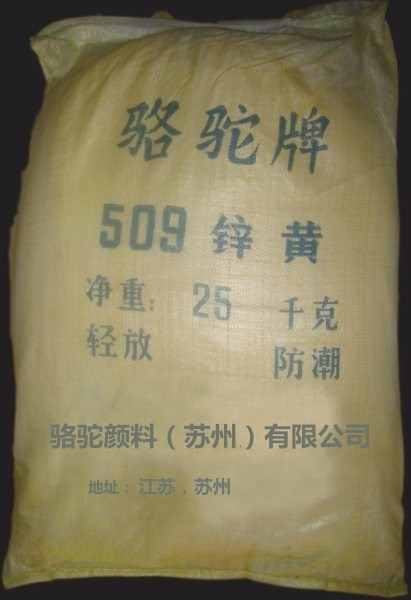 骆驼牌
509 锌黄
净重: 25 千克
轻放 防潮
骆驼颜料(苏州)有限公司
地址:江苏,苏州